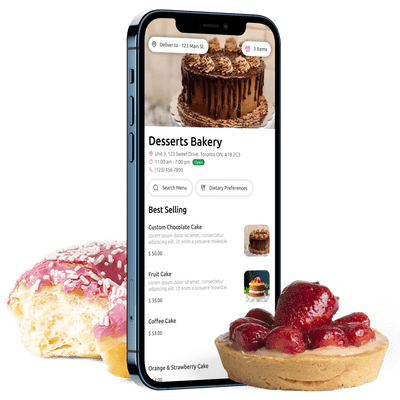 Deliver to - 123 Main St.
3 Items
Desserts Bakery
Unit 3, 123 Sweet Drive, Toronto ON, A1B 2C3
11:00 am - 7:00 pm Open
(123) 456-7890
Search Menu
Dietary Preferences
Best Selling
Custom Chocolate Cake
Lorem ipsum dolor sit amet, consectetur
adipiscing elit. Ut enim a posuere molestie.
$ 50.00
Fruit Cake
Lorem ipsum dolor sit amet, consectetur
adipiscing elit. Ut enim a posuere molestie.
$ 35.00
Coffee Cake
$ 53.00
Orange & Strawberry Cake